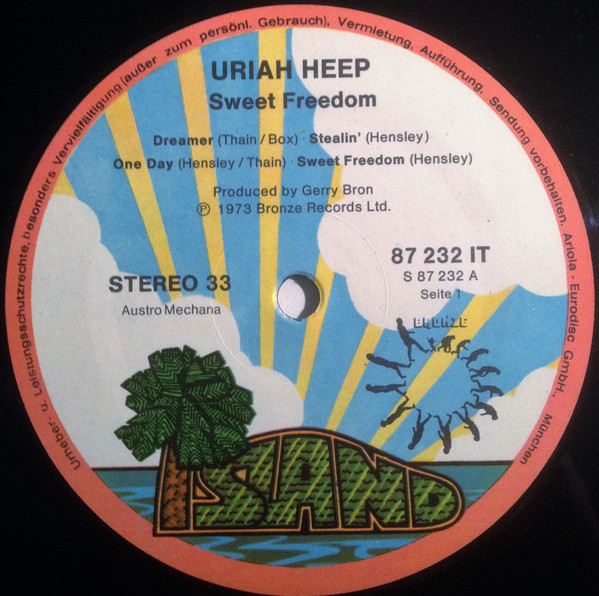 Urheber- u. Leistungsschutzrechte, besonders Vervielfältigung (außer zum persönl. Gebrauch), Vermietung, Aufführung, Sendung vorbehalten. Ariola - Eurodisc GmbH., München
URIAH HEEP
Sweet Freedom
Dreamer (Thain / Box) · Stealin' (Hensley)
One Day (Hensley / Thain) · Sweet Freedom (Hensley)
Produced by Gerry Bron
℗ 1973 Bronze Records Ltd.
87 232 IT
S 87 232 A
Seite 1
STEREO 33
Austro Mechana
BRONZE
ISLAND